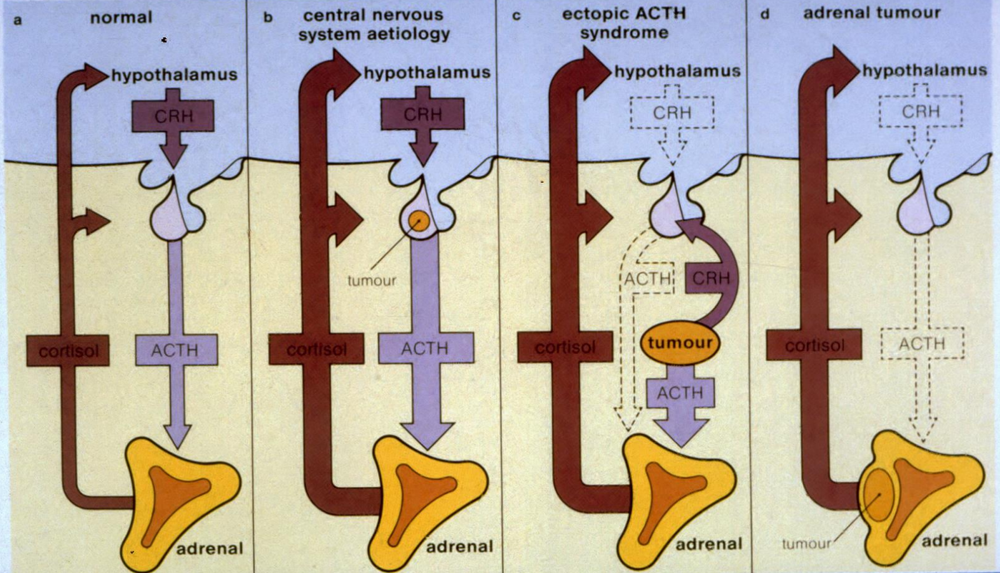 a
normal
hypothalamus
CRH
cortisol
ACTH
adrenal
b
central nervous
system aetiology
hypothalamus
CRH
tumour
cortisol
ACTH
adrenal
c
ectopic ACTH
syndrome
hypothalamus
CRH
ACTH
CRH
cortisol
tumour
ACTH
adrenal
d
adrenal tumour
hypothalamus
CRH
cortisol
ACTH
tumour
adrenal